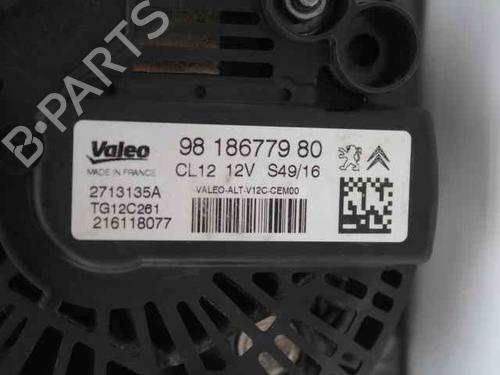 B-PARTS
Valeo
MADE IN FRANCE
98 186779 80
CL12 12V S49/16
2713135A
TG12C261
216118077
VALEO-ALT-V12C-CEM00